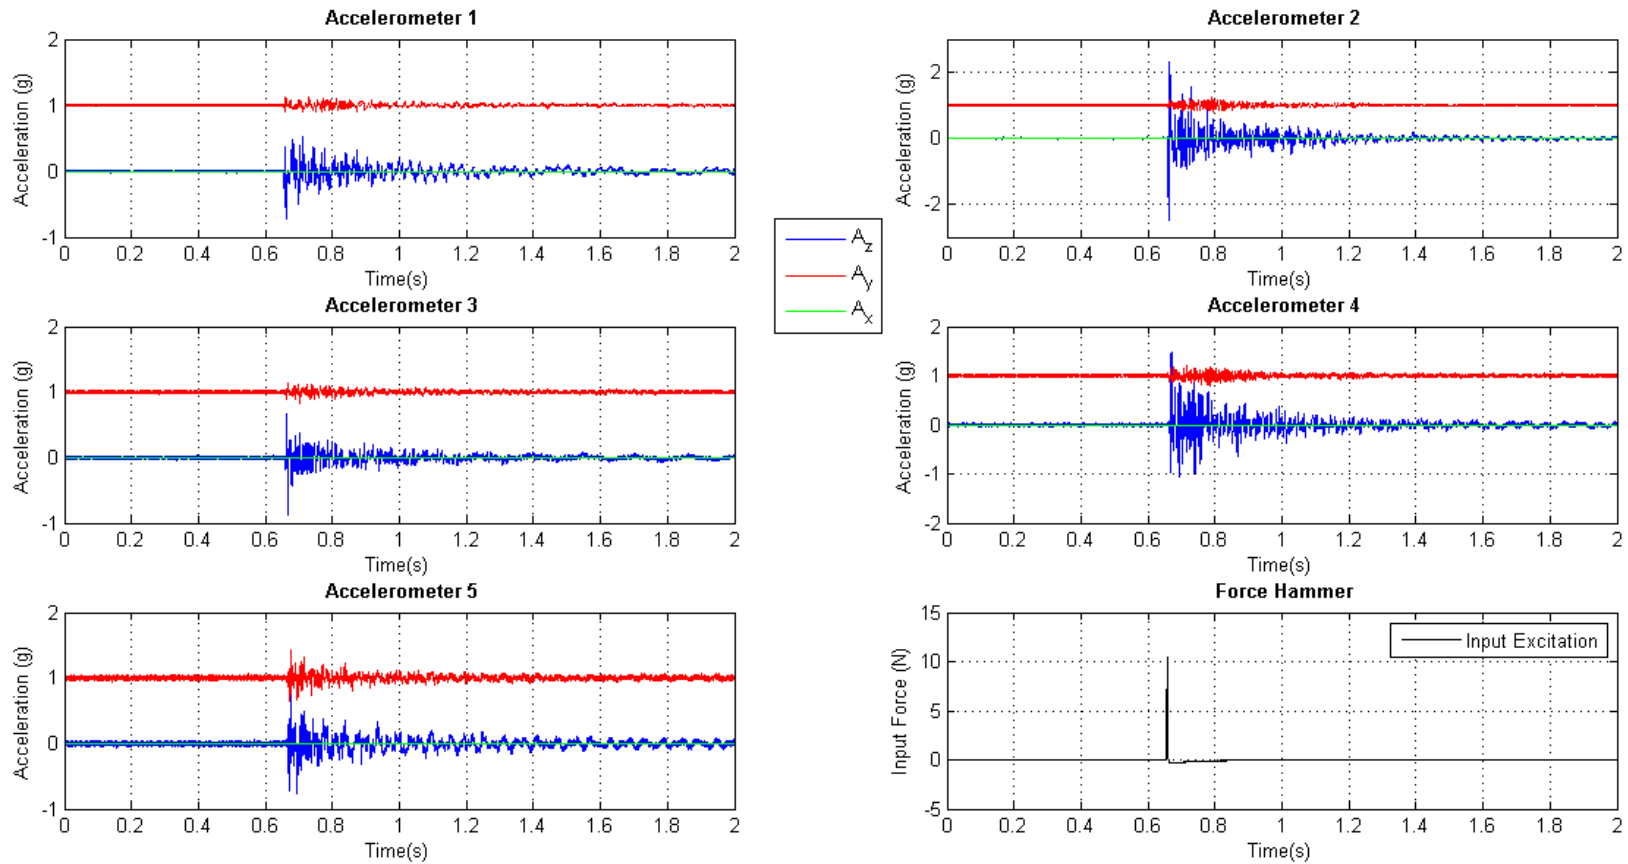 Accelerometer 1
2
1
0
-1
Acceleration (g)
0 0.2 0.4 0.6 0.8 1 1.2 1.4 1.6 1.8 2
Time(s)
Accelerometer 2
2
0
-2
Acceleration (g)
0 0.2 0.4 0.6 0.8 1 1.2 1.4 1.6 1.8 2
Time(s)
A_z
A_y
A_x
Accelerometer 3
2
1
0
-1
Acceleration (g)
0 0.2 0.4 0.6 0.8 1 1.2 1.4 1.6 1.8 2
Time(s)
Accelerometer 4
2
1
0
-1
-2
Acceleration (g)
0 0.2 0.4 0.6 0.8 1 1.2 1.4 1.6 1.8 2
Time(s)
Accelerometer 5
2
1
0
-1
Acceleration (g)
0 0.2 0.4 0.6 0.8 1 1.2 1.4 1.6 1.8 2
Time(s)
Force Hammer
15
10
5
0
-5
Input Force (N)
Input Excitation
0 0.2 0.4 0.6 0.8 1 1.2 1.4 1.6 1.8 2
Time(s)